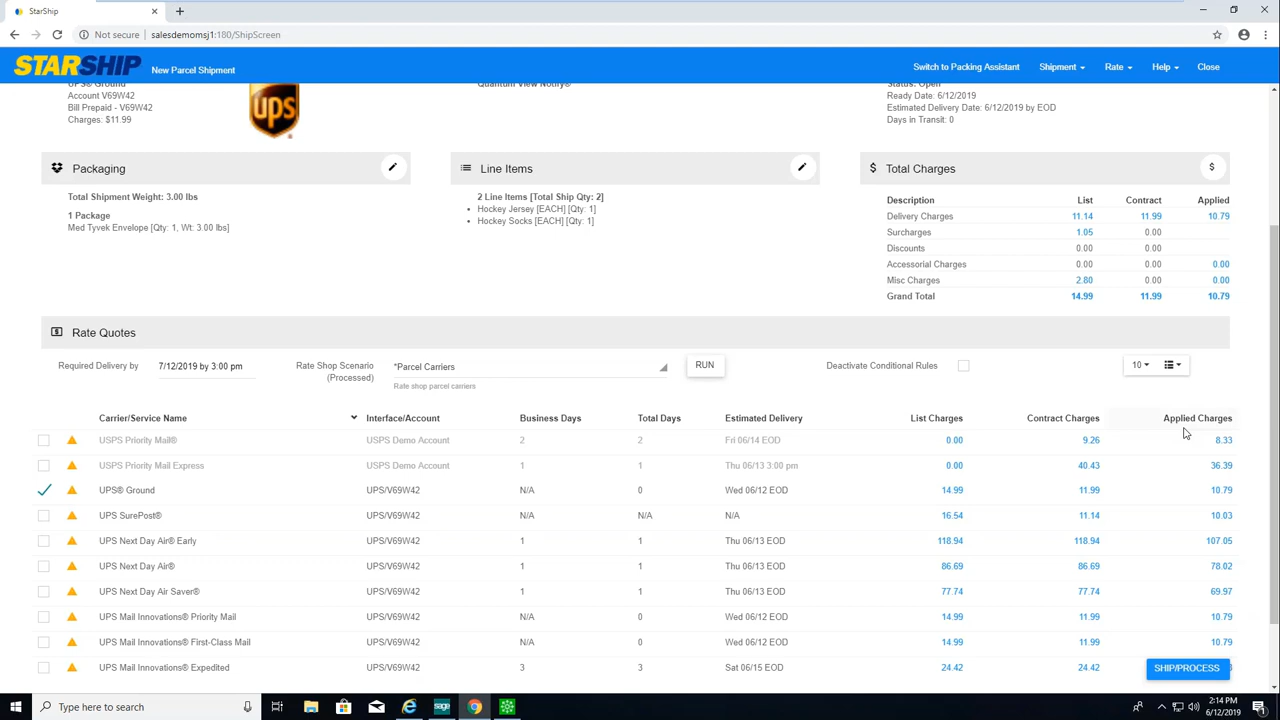 StarShip
Not secure | salesdemomsj1:180/ShipScreen
STARSHIP New Parcel Shipment Switch to Packing Assistant Shipment Rate Help Close
UPS® Ground
Account V69W42
Bill Prepaid - V69W42
Charges: $11.99
ups
Quantum View Notify®
Status: Open
Ready Date: 6/12/2019
Estimated Delivery Date: 6/12/2019 by EOD
Days in Transit: 0
Packaging
Total Shipment Weight: 3.00 lbs
1 Package
Med Tyvek Envelope [Qty: 1, Wt: 3.00 lbs]
Line Items
2 Line Items [Total Ship Qty: 2]
Hockey Jersey [EACH] [Qty: 1]
Hockey Socks [EACH] [Qty: 1]
$ Total Charges $
Description List Contract Applied
Delivery Charges 11.14 11.99 10.79
Surcharges 1.05 0.00
Discounts 0.00 0.00
Accessorial Charges 0.00 0.00 0.00
Misc Charges 2.80 0.00 0.00
Grand Total 14.99 11.99 10.79
Rate Quotes
Required Delivery by 7/12/2019 by 3:00 pm Rate Shop Scenario (Processed) *Parcel Carriers RUN Deactivate Conditional Rules 10
Rate shop parcel carriers
Carrier/Service Name Interface/Account Business Days Total Days Estimated Delivery List Charges Contract Charges Applied Charges
USPS Priority Mail® USPS Demo Account 2 2 Fri 06/14 EOD 0.00 9.26 8.33
USPS Priority Mail Express USPS Demo Account 1 1 Thu 06/13 3:00 pm 0.00 40.43 36.39
UPS® Ground UPS/V69W42 N/A 0 Wed 06/12 EOD 14.99 11.99 10.79
UPS SurePost® UPS/V69W42 N/A N/A N/A 16.54 11.14 10.03
UPS Next Day Air® Early UPS/V69W42 1 1 Thu 06/13 EOD 118.94 118.94 107.05
UPS Next Day Air® UPS/V69W42 1 1 Thu 06/13 EOD 86.69 86.69 78.02
UPS Next Day Air Saver® UPS/V69W42 1 1 Thu 06/13 EOD 77.74 77.74 69.97
UPS Mail Innovations® Priority Mail UPS/V69W42 N/A 0 Wed 06/12 EOD 14.99 11.99 10.79
UPS Mail Innovations® First-Class Mail UPS/V69W42 N/A 0 Wed 06/12 EOD 14.99 11.99 10.79
UPS Mail Innovations® Expedited UPS/V69W42 3 3 Sat 06/15 EOD 24.42 24.42
SHIP/PROCESS
Type here to search
sage
2:14 PM
6/12/2019